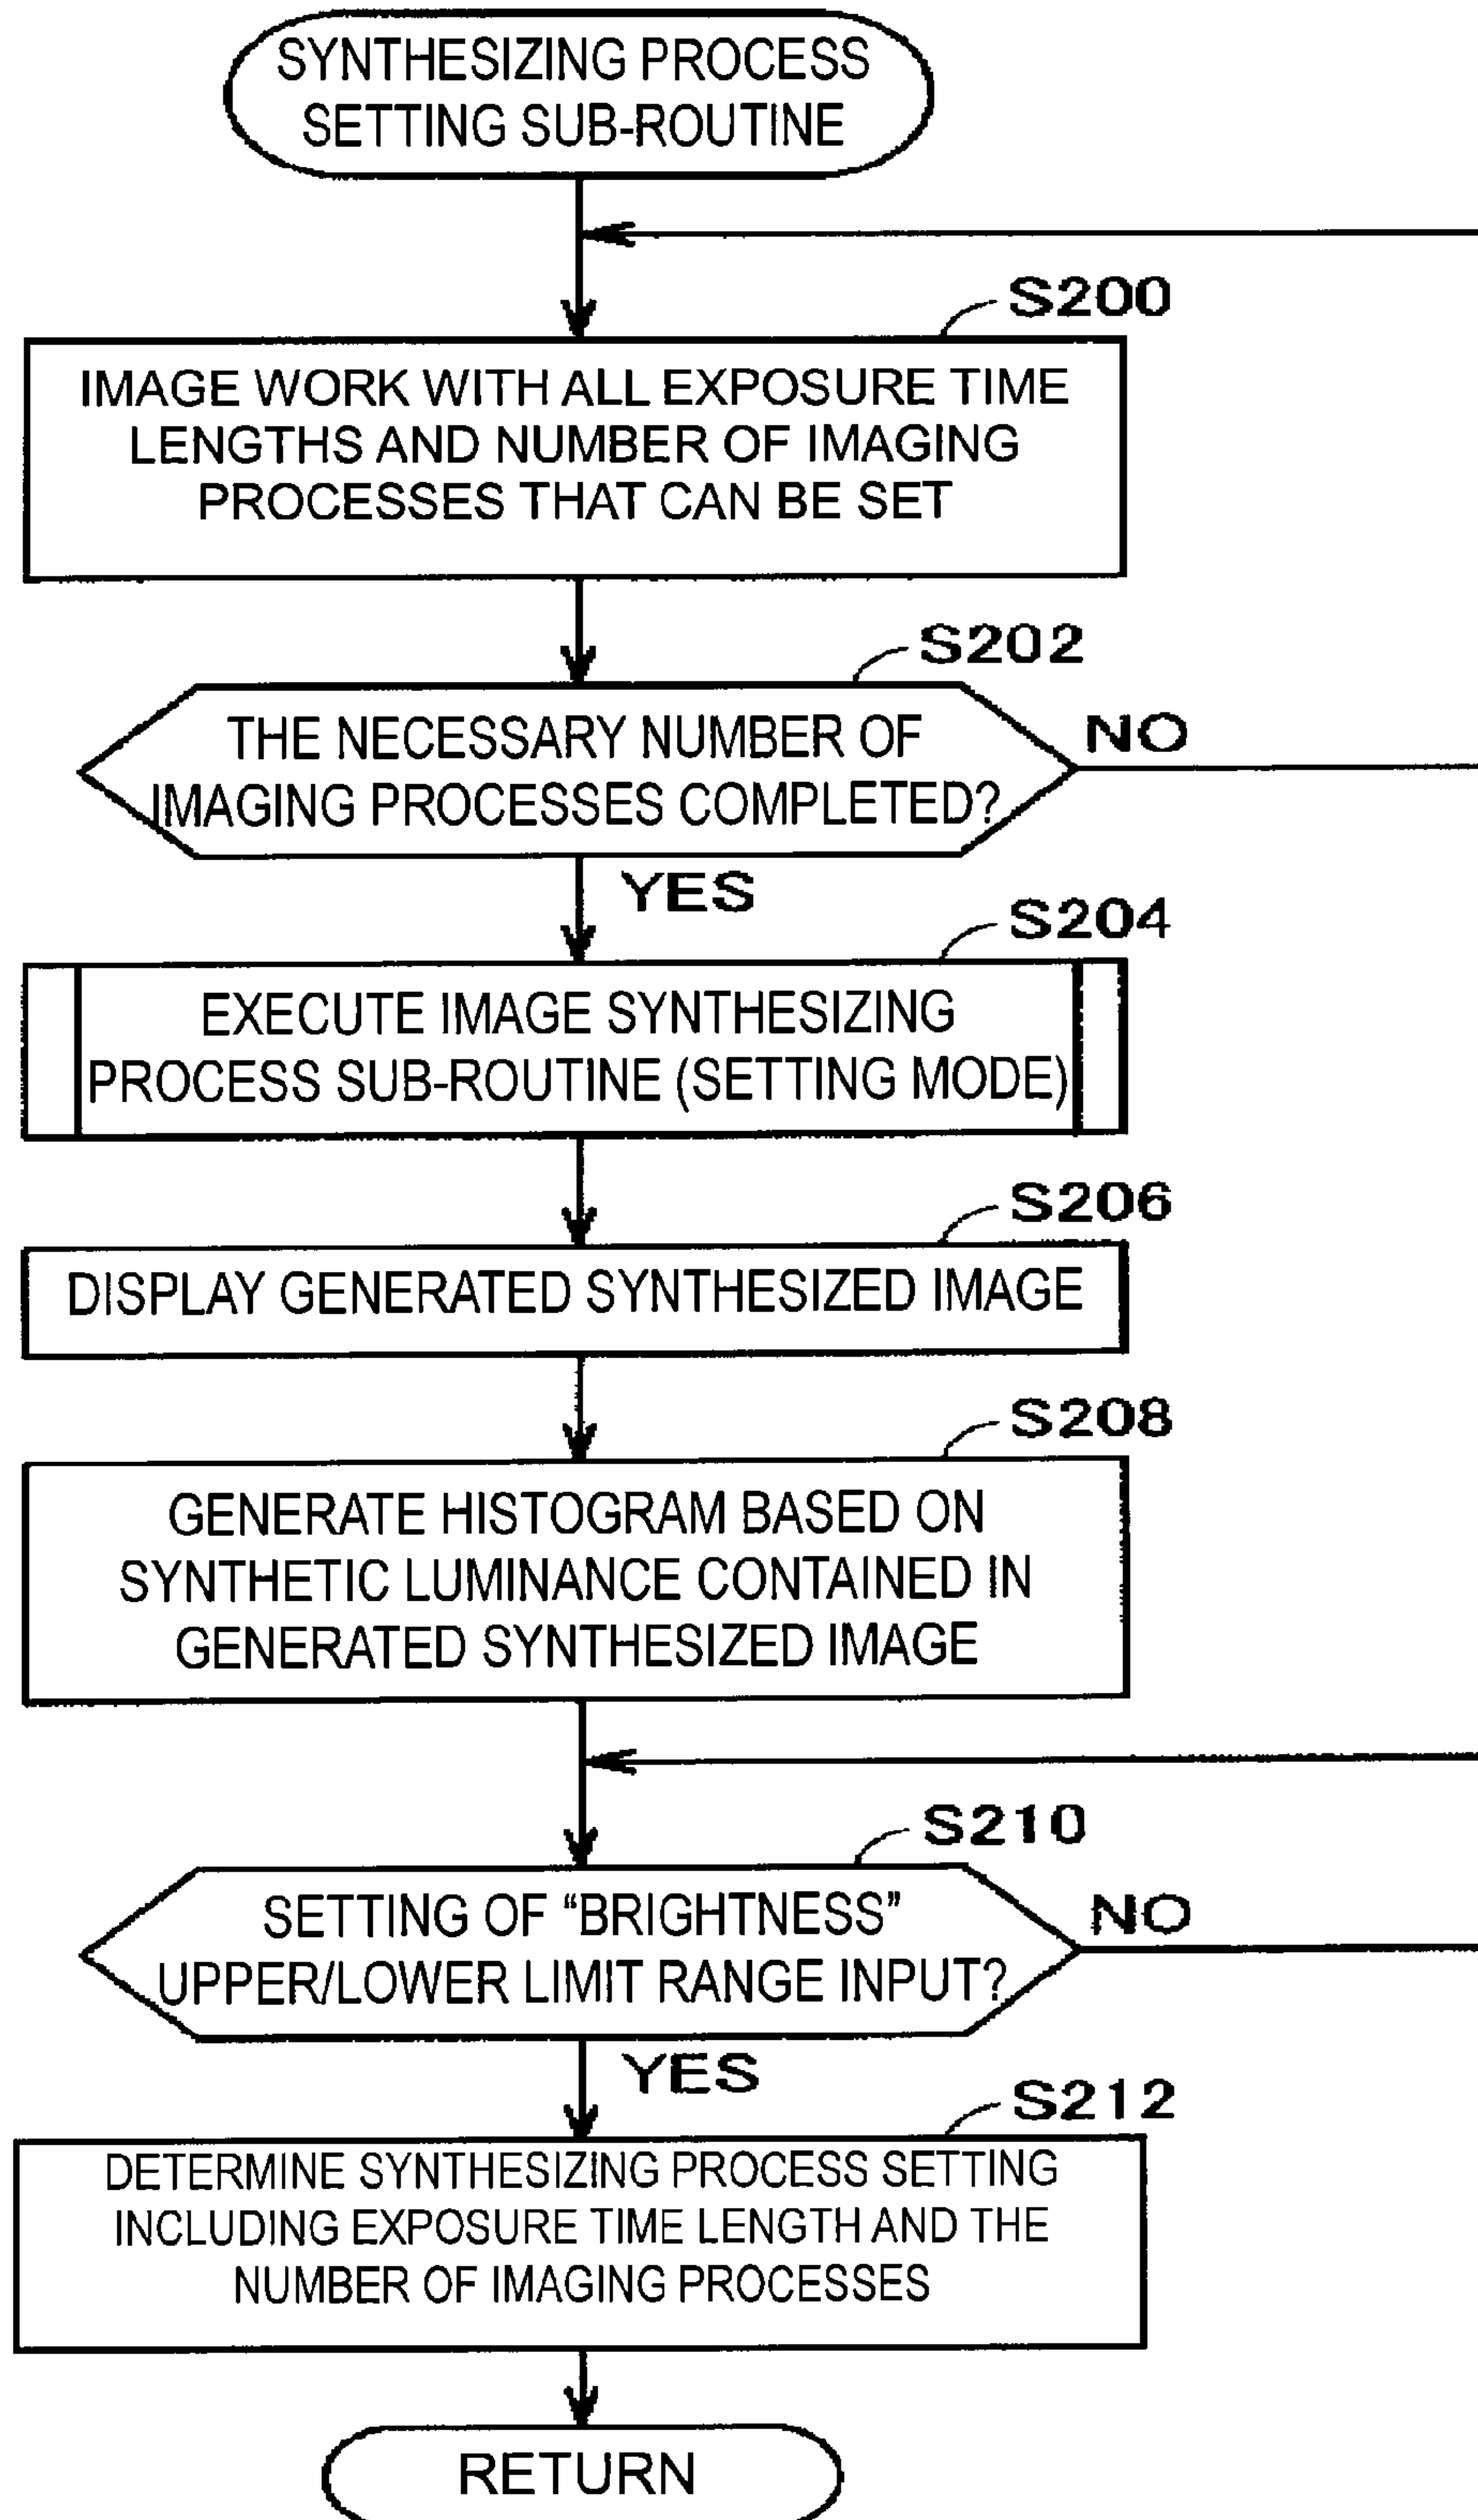 SYNTHESIZING PROCESS
SETTING SUB-ROUTINE
S200
IMAGE WORK WITH ALL EXPOSURE TIME
LENGTHS AND NUMBER OF IMAGING
PROCESSES THAT CAN BE SET
S202
THE NECESSARY NUMBER OF
IMAGING PROCESSES COMPLETED?
NO
YES
S204
EXECUTE IMAGE SYNTHESIZING
PROCESS SUB-ROUTINE (SETTING MODE)
S206
DISPLAY GENERATED SYNTHESIZED IMAGE
S208
GENERATE HISTOGRAM BASED ON
SYNTHETIC LUMINANCE CONTAINED IN
GENERATED SYNTHESIZED IMAGE
S210
SETTING OF “BRIGHTNESS”
UPPER/LOWER LIMIT RANGE INPUT?
NO
YES
S212
DETERMINE SYNTHESIZING PROCESS SETTING
INCLUDING EXPOSURE TIME LENGTH AND THE
NUMBER OF IMAGING PROCESSES
RETURN